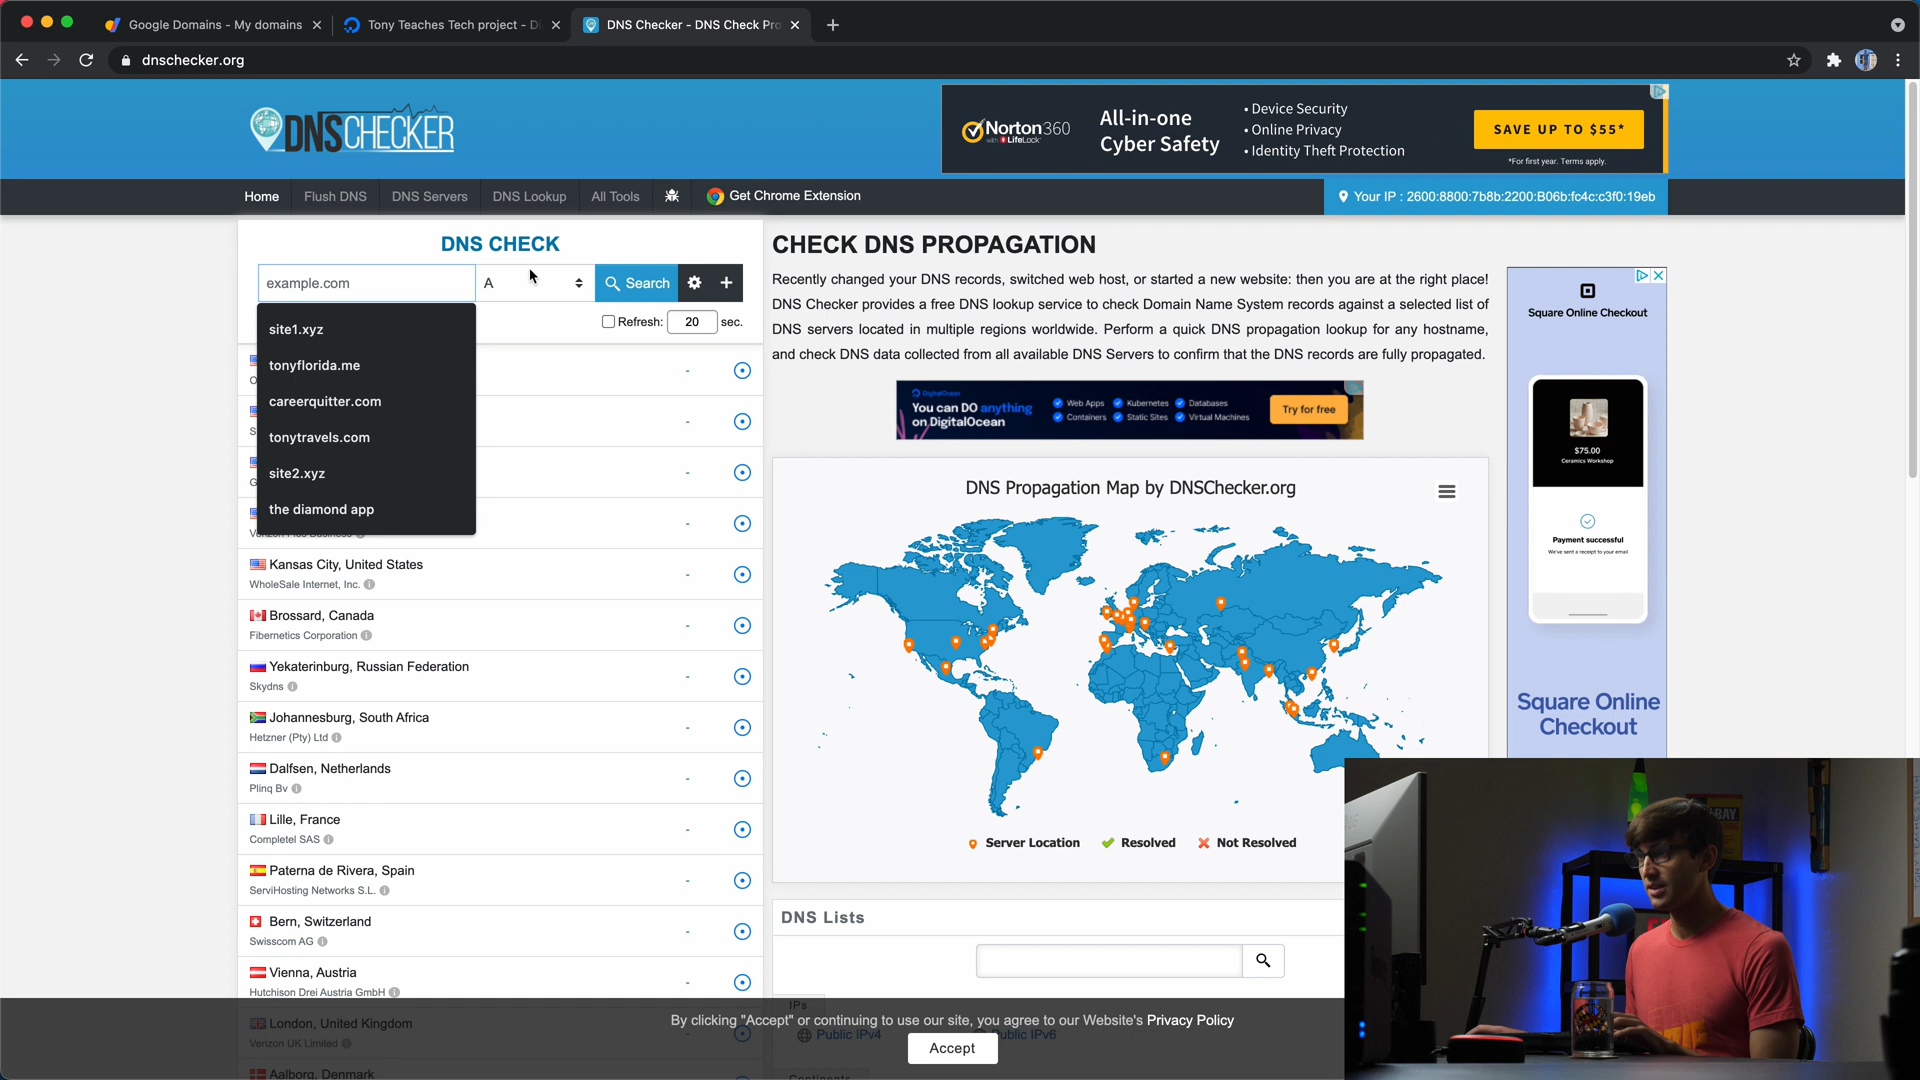 Google Domains - My domains
Tony Teaches Tech project - Di
DNS Checker - DNS Check Pro
dnschecker.org
DNSCHECKER
Norton360
with LifeLock
All-in-one
Cyber Safety
• Device Security
• Online Privacy
• Identity Theft Protection
SAVE UP TO $55*
*For first year. Terms apply.
Home
Flush DNS
DNS Servers
DNS Lookup
All Tools
Get Chrome Extension
Your IP : 2600:8800:7b8b:2200:B06b:fc4c:c3f0:19eb
DNS CHECK
example.com
A
Search
Refresh: 20 sec.
site1.xyz
tonyflorida.me
careerquitter.com
tonytravels.com
site2.xyz
the diamond app
Kansas City, United States
WholeSale Internet, Inc.
Brossard, Canada
Fibernetics Corporation
Yekaterinburg, Russian Federation
Skydns
Johannesburg, South Africa
Hetzner (Pty) Ltd
Dalfsen, Netherlands
Plinq Bv
Lille, France
Completel SAS
Paterna de Rivera, Spain
ServiHosting Networks S.L.
Bern, Switzerland
Swisscom AG
Vienna, Austria
Hutchison Drei Austria GmbH
London, United Kingdom
Verizon UK Limited
Aalborg, Denmark
CHECK DNS PROPAGATION
Recently changed your DNS records, switched web host, or started a new website: then you are at the right place!
DNS Checker provides a free DNS lookup service to check Domain Name System records against a selected list of
DNS servers located in multiple regions worldwide. Perform a quick DNS propagation lookup for any hostname,
and check DNS data collected from all available DNS Servers to confirm that the DNS records are fully propagated.
DigitalOcean
You can DO anything
on DigitalOcean
Web Apps
Kubernetes
Databases
Containers
Static Sites
Virtual Machines
Try for free
DNS Propagation Map by DNSChecker.org
Server Location
Resolved
Not Resolved
DNS Lists
IPs
Public IPv4
Public IPv6
Continents
Square Online Checkout
$75.00
Ceramics Workshop
Payment successful
We've sent a receipt to your email
Square Online
Checkout
By clicking "Accept" or continuing to use our site, you agree to our Website's Privacy Policy
Accept